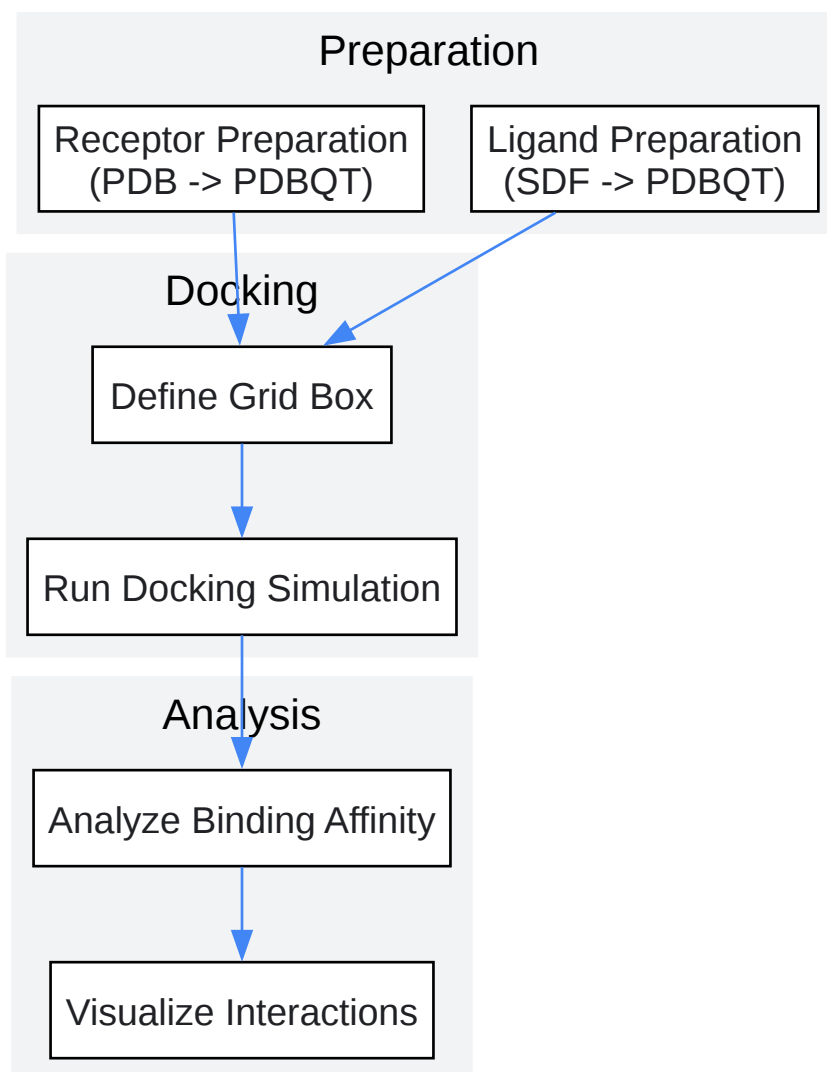 Preparation
Receptor Preparation
(PDB -> PDBQT)
Ligand Preparation
(SDF -> PDBQT)
Docking
Define Grid Box
Run Docking Simulation
Analysis
Analyze Binding Affinity
Visualize Interactions